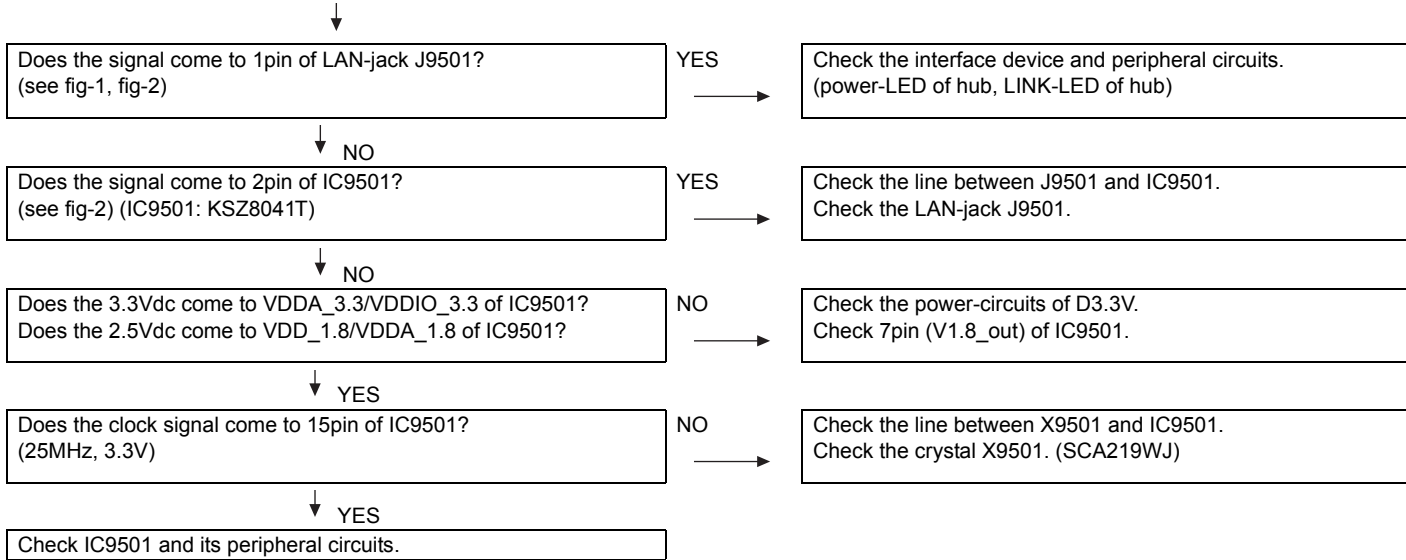 Does the signal come to 1pin of LAN-jack J9501?
(see fig-1, fig-2)
YES
Check the interface device and peripheral circuits.
(power-LED of hub, LINK-LED of hub)
NO
Does the signal come to 2pin of IC9501?
(see fig-2) (IC9501: KSZ8041T)
YES
Check the line between J9501 and IC9501.
Check the LAN-jack J9501.
NO
Does the 3.3Vdc come to VDDA_3.3/VDDIO_3.3 of IC9501?
Does the 2.5Vdc come to VDD_1.8/VDDA_1.8 of IC9501?
NO
Check the power-circuits of D3.3V.
Check 7pin (V1.8_out) of IC9501.
YES
Does the clock signal come to 15pin of IC9501?
(25MHz, 3.3V)
NO
Check the line between X9501 and IC9501.
Check the crystal X9501. (SCA219WJ)
YES
Check IC9501 and its peripheral circuits.